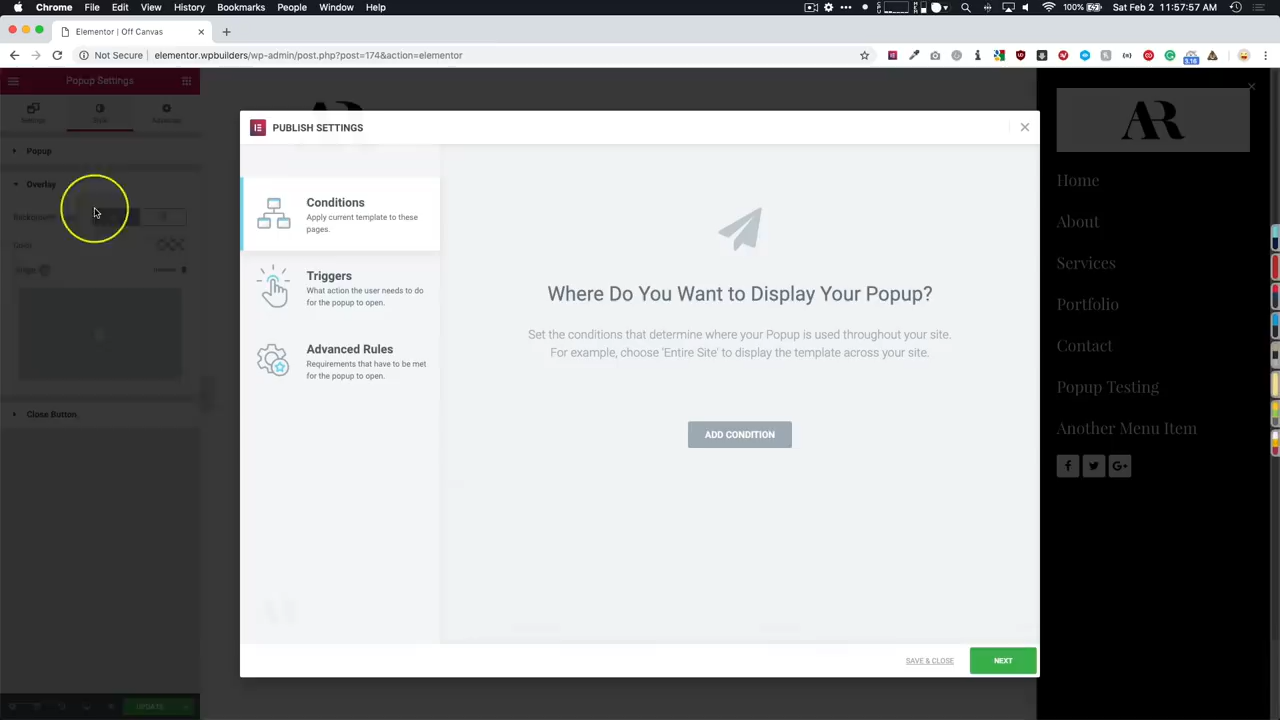 Chrome File Edit View History Bookmarks People Window Help
100% Sat Feb 2 11:57:57 AM
Elementor | Off Canvas
Not Secure elementor.wpbuilders/wp-admin/post.php?post=174&action=elementor
3.18
Popup Settings
Settings
Style
Advanced
Popup
Overlay
Close Button
UPDATE
PUBLISH SETTINGS
Conditions
Apply current template to these
pages.
Triggers
What action the user needs to do
for the popup to open.
Advanced Rules
Requirements that have to be met
for the popup to open.
Where Do You Want to Display Your Popup?
Set the conditions that determine where your Popup is used throughout your site.
For example, choose 'Entire Site' to display the template across your site.
ADD CONDITION
SAVE & CLOSE
NEXT
AR
Home
About
Services
Portfolio
Contact
Popup Testing
Another Menu Item